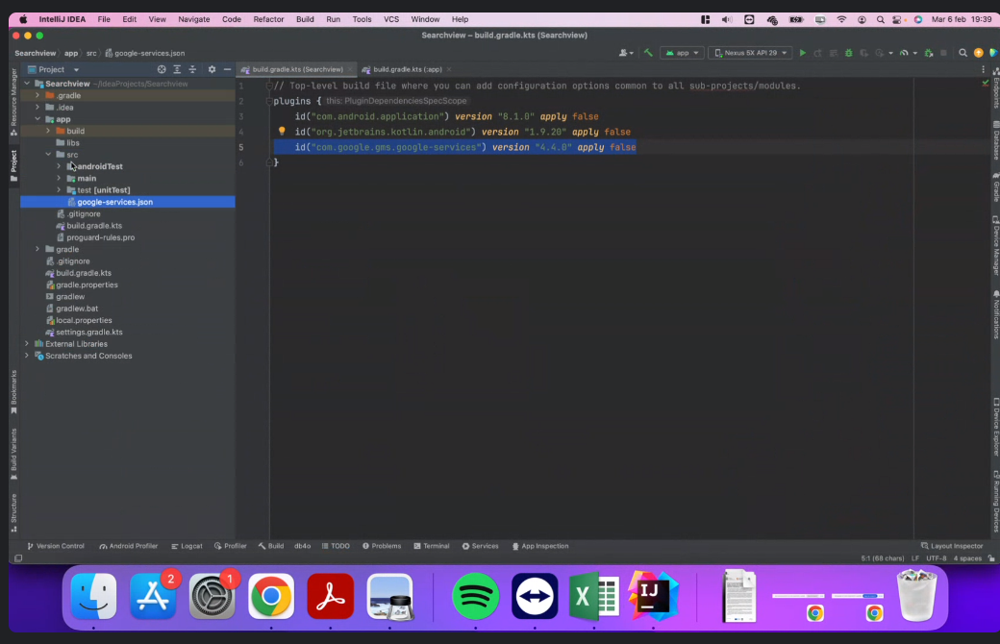 IntelliJ IDEA File Edit View Navigate Code Refactor Build Run Tools VCS Window Help Mar 6 feb 19:39
Searchview – build.gradle.kts (Searchview)
Searchview app src google-services.json app Nexus 5X API 29
Project build.gradle.kts (Searchview) build.gradle.kts (:app)
Searchview ~/IdeaProjects/Searchview
.gradle
.idea
app
build
libs
src
androidTest
main
test [unitTest]
google-services.json
.gitignore
build.gradle.kts
proguard-rules.pro
gradle
.gitignore
build.gradle.kts
gradle.properties
gradlew
gradlew.bat
local.properties
settings.gradle.kts
External Libraries
Scratches and Consoles
1 // Top-level build file where you can add configuration options common to all sub-projects/modules.
2 plugins { this: PluginDependenciesSpecScope
3 id("com.android.application") version "8.1.0" apply false
4 id("org.jetbrains.kotlin.android") version "1.9.20" apply false
5 id("com.google.gms.google-services") version "4.4.0" apply false
6 }
Resource Manager
Project
Bookmarks
Build Variants
Structure
Endpoints
Database
Gradle
Device Manager
Notifications
Device Explorer
Running Devices
Version Control Android Profiler Logcat Profiler Build db4o TODO Problems Terminal Services App Inspection Layout Inspector
5:1 (68 chars) LF UTF-8 4 spaces
2
1
IJ